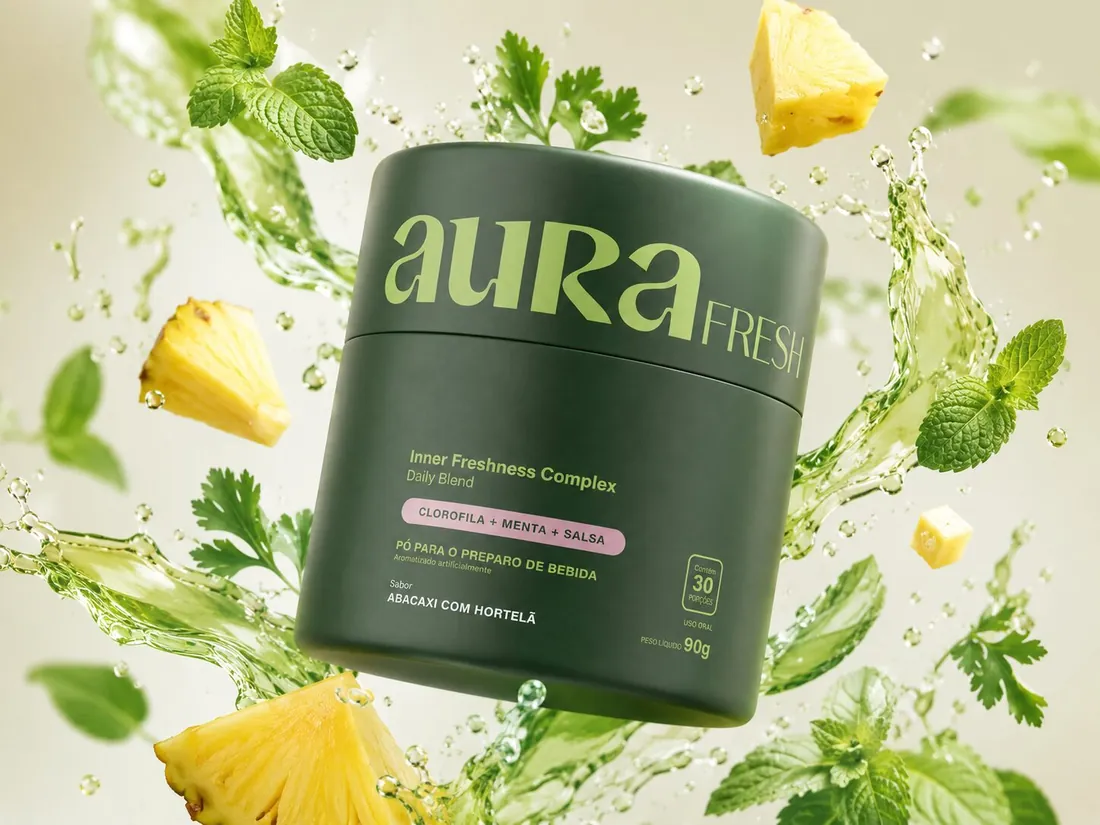 aura FRESH
Inner Freshness Complex
Daily Blend
CLOROFILA + MENTA + SALSA
PÓ PARA O PREPARO DE BEBIDA
Aromatizado artificialmente
Sabor
ABACAXI COM HORTELÃ
Contém
30
PORÇÕES
USO ORAL
PESO LÍQUIDO 90g